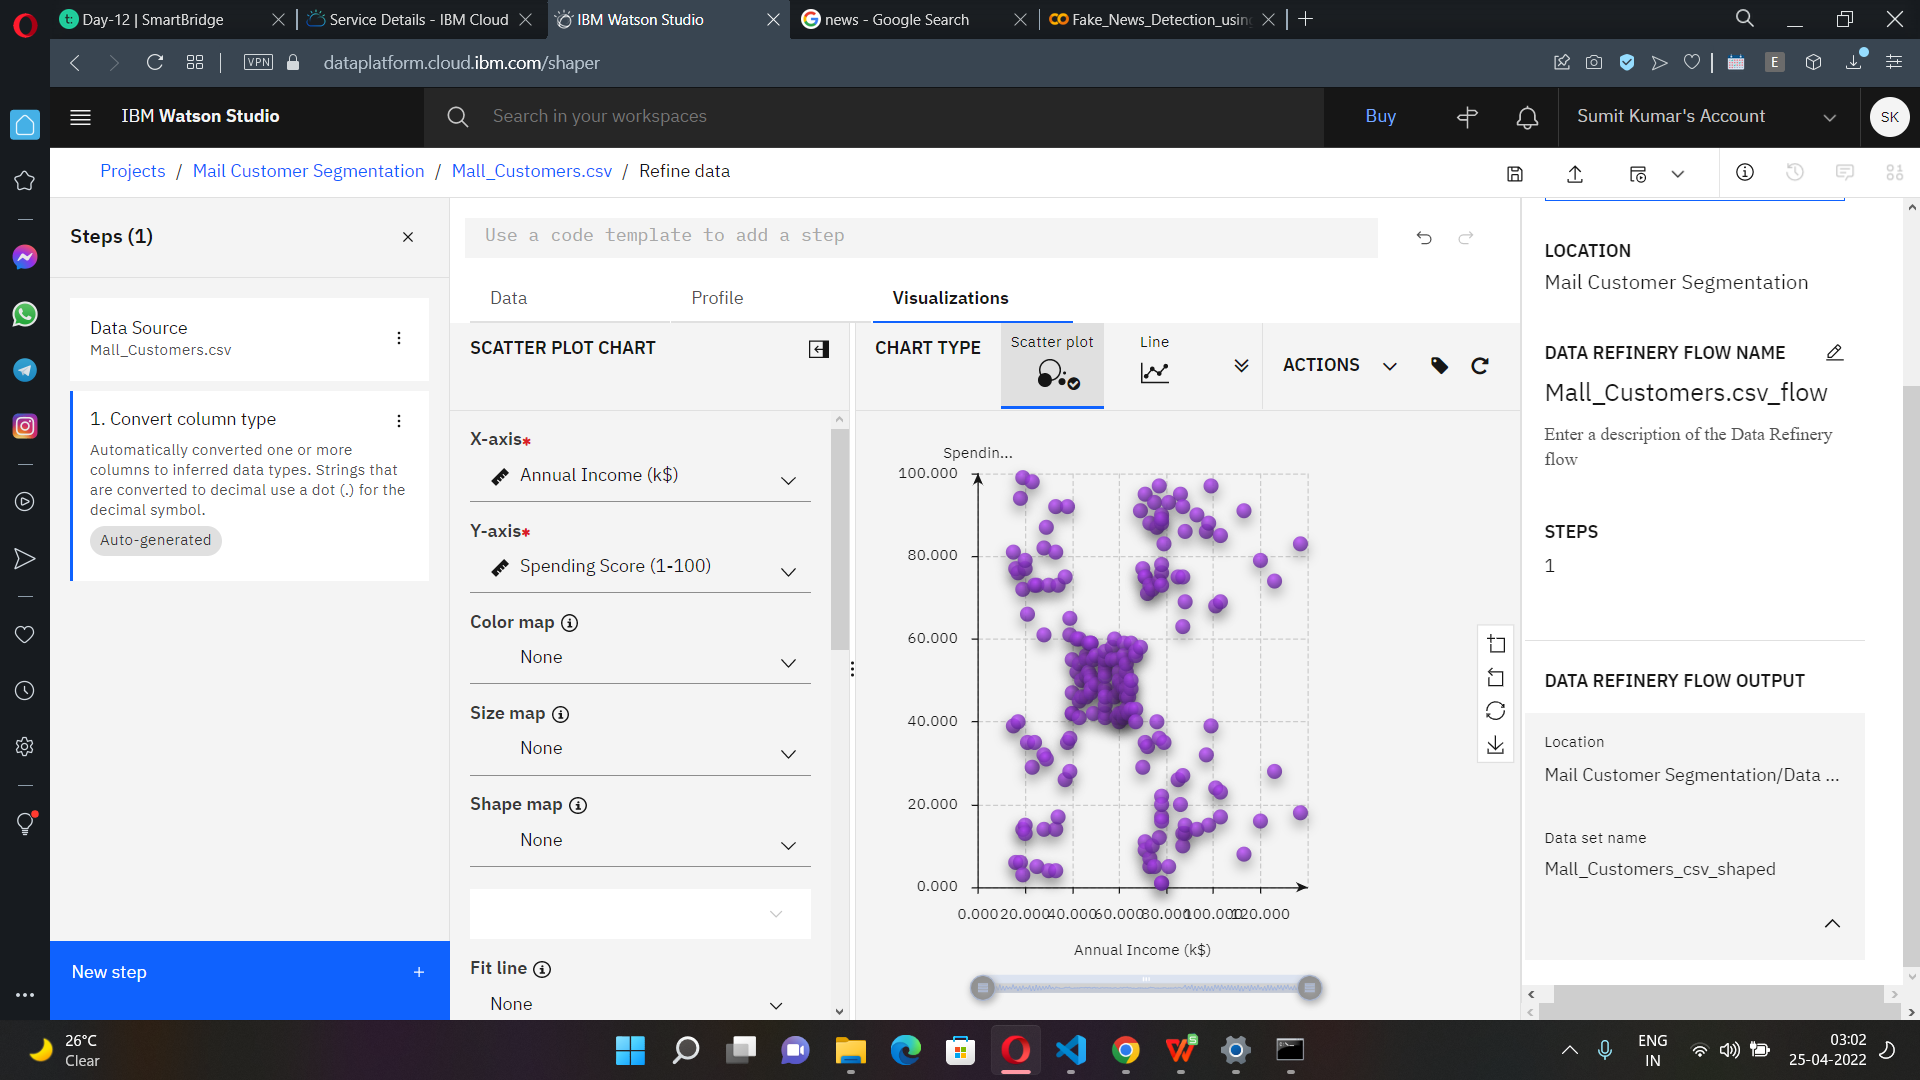 Day-12 | SmartBridge
Service Details - IBM Cloud
IBM Watson Studio
news - Google Search
Fake_News_Detection_usin
VPN
dataplatform.cloud.ibm.com/shaper
E
IBM Watson Studio
Search in your workspaces
Buy
Sumit Kumar's Account
SK
Projects / Mail Customer Segmentation / Mall_Customers.csv / Refine data
Steps (1)
Data Source
Mall_Customers.csv
1. Convert column type
Automatically converted one or more
columns to inferred data types. Strings that
are converted to decimal use a dot (.) for the
decimal symbol.
Auto-generated
New step
Use a code template to add a step
Data
Profile
Visualizations
SCATTER PLOT CHART
X-axis*
Annual Income (k$)
Y-axis*
Spending Score (1-100)
Color map
None
Size map
None
Shape map
None
Fit line
None
CHART TYPE
Scatter plot
Line
ACTIONS
Spendin...
100.000
80.000
60.000
40.000
20.000
0.000
0.000 20.000 40.000 60.000 80.000 100.000 120.000
Annual Income (k$)
LOCATION
Mail Customer Segmentation
DATA REFINERY FLOW NAME
Mall_Customers.csv_flow
Enter a description of the Data Refinery
flow
STEPS
1
DATA REFINERY FLOW OUTPUT
Location
Mail Customer Segmentation/Data ...
Data set name
Mall_Customers_csv_shaped
26°C
Clear
ENG
IN
03:02
25-04-2022